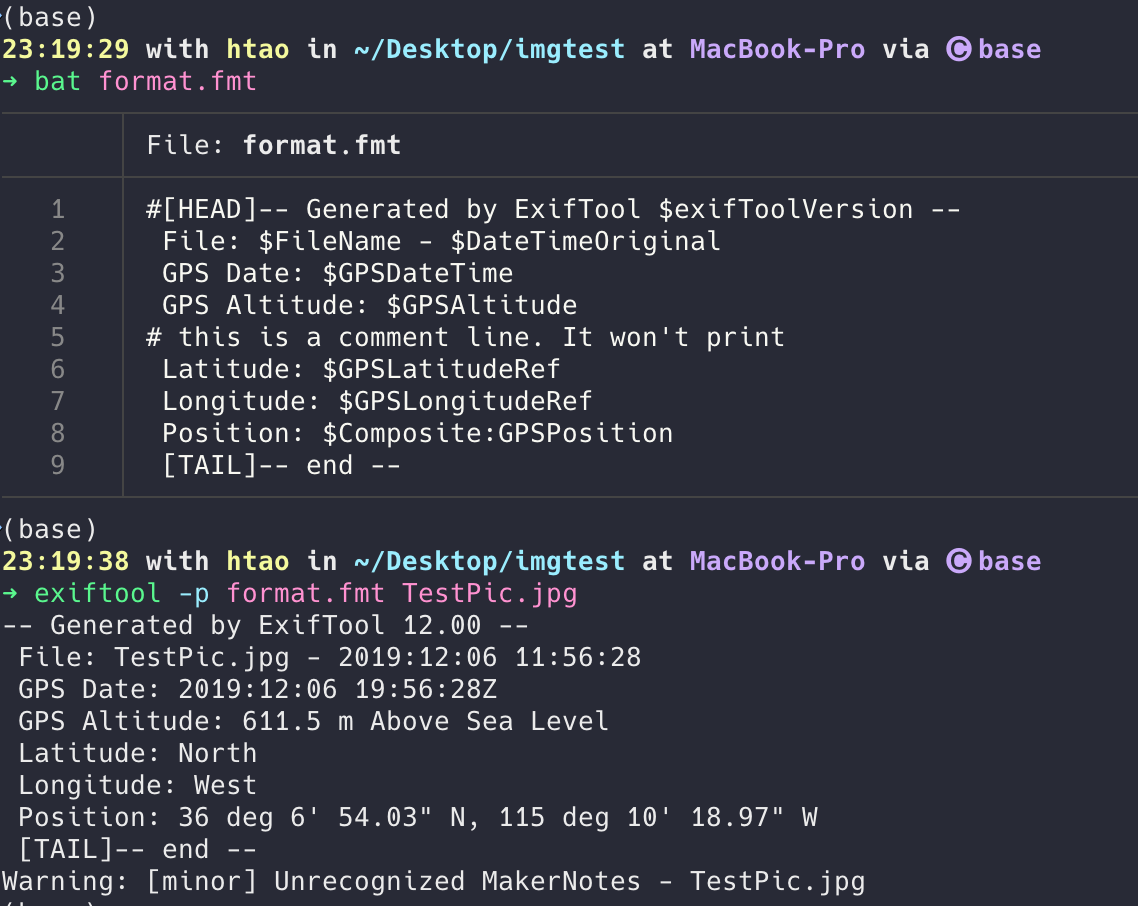 (base)
23:19:29 with htao in ~/Desktop/imgtest at MacBook-Pro via 🅒 base
➜ bat format.fmt
File: format.fmt
1 #[HEAD]-- Generated by ExifTool $exifToolVersion --
2  File: $FileName - $DateTimeOriginal
3  GPS Date: $GPSDateTime
4  GPS Altitude: $GPSAltitude
5 # this is a comment line. It won't print
6  Latitude: $GPSLatitudeRef
7  Longitude: $GPSLongitudeRef
8  Position: $Composite:GPSPosition
9  [TAIL]-- end --
(base)
23:19:38 with htao in ~/Desktop/imgtest at MacBook-Pro via 🅒 base
➜ exiftool -p format.fmt TestPic.jpg
-- Generated by ExifTool 12.00 --
 File: TestPic.jpg - 2019:12:06 11:56:28
 GPS Date: 2019:12:06 19:56:28Z
 GPS Altitude: 611.5 m Above Sea Level
 Latitude: North
 Longitude: West
 Position: 36 deg 6' 54.03" N, 115 deg 10' 18.97" W
 [TAIL]-- end --
Warning: [minor] Unrecognized MakerNotes - TestPic.jpg